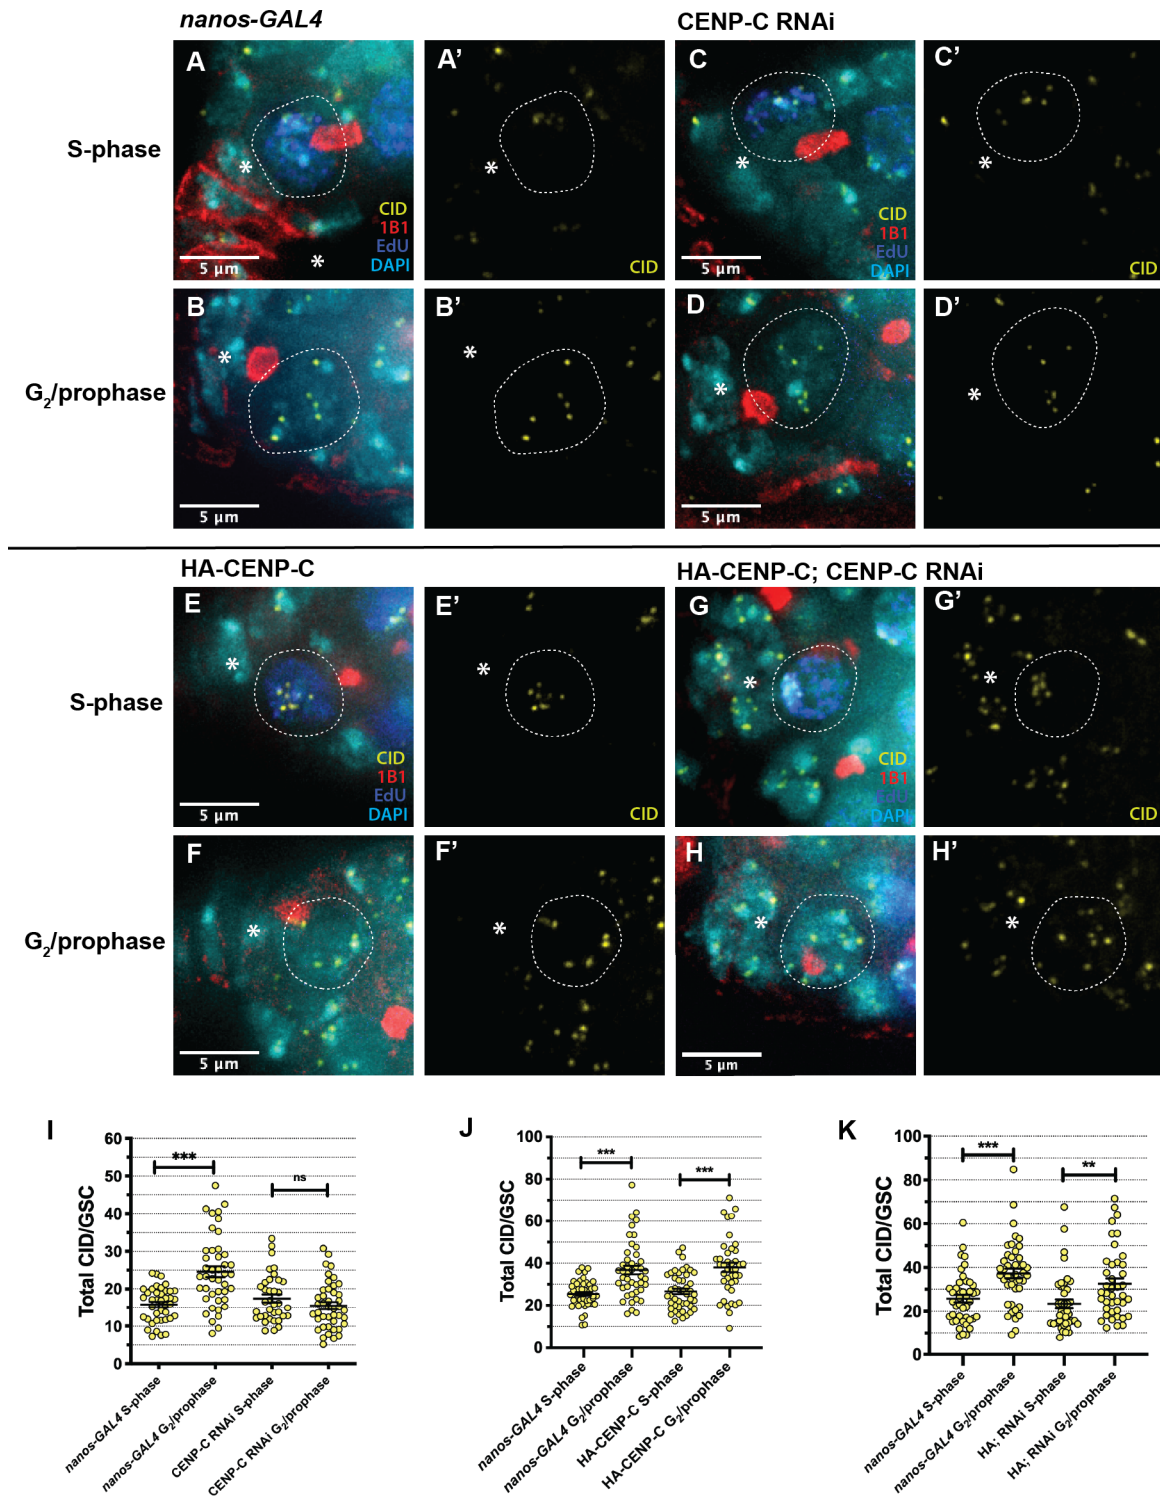 nanos-GAL4
CENP-C RNAi
S-phase
A
CID
1B1
EdU
DAPI
5 μm
*
*
A’
*
CID
C
CID
1B1
EdU
DAPI
5 μm
*
C’
*
CID
G2/prophase
B
*
5 μm
B’
*
D
*
5 μm
D’
*
HA-CENP-C
HA-CENP-C; CENP-C RNAi
S-phase
E
*
CID
1B1
EdU
DAPI
5 μm
E’
*
CID
G
*
CID
1B1
EdU
DAPI
5 μm
G’
*
CID
G2/prophase
F
*
5 μm
F’
*
H
*
5 μm
H’
*
I
Total CID/GSC
60
50
40
30
20
10
0
***
ns
nanos-GAL4 S-phase
nanos-GAL4 G2/prophase
CENP-C RNAi S-phase
CENP-C RNAi G2/prophase
J
Total CID/GSC
100
80
60
40
20
0
***
***
nanos-GAL4 S-phase
nanos-GAL4 G2/prophase
HA-CENP-C S-phase
HA-CENP-C G2/prophase
K
Total CID/GSC
100
80
60
40
20
0
***
**
nanos-GAL4 S-phase
nanos-GAL4 G2/prophase
HA; RNAi S-phase
HA; RNAi G2/prophase